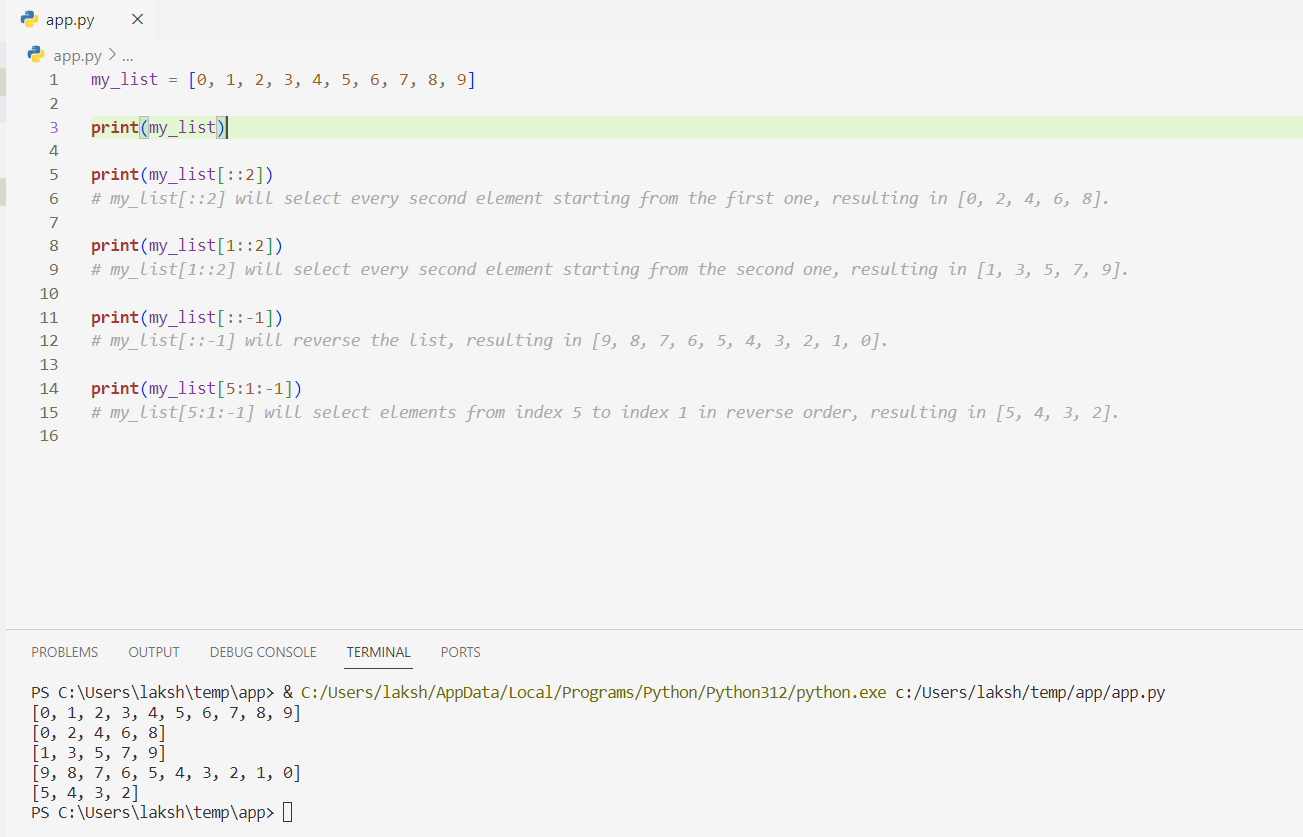 app.py
app.py > ...
1 my_list = [0, 1, 2, 3, 4, 5, 6, 7, 8, 9]
2
3 print(my_list)
4
5 print(my_list[::2])
6 # my_list[::2] will select every second element starting from the first one, resulting in [0, 2, 4, 6, 8].
7
8 print(my_list[1::2])
9 # my_list[1::2] will select every second element starting from the second one, resulting in [1, 3, 5, 7, 9].
10
11 print(my_list[::-1])
12 # my_list[::-1] will reverse the list, resulting in [9, 8, 7, 6, 5, 4, 3, 2, 1, 0].
13
14 print(my_list[5:1:-1])
15 # my_list[5:1:-1] will select elements from index 5 to index 1 in reverse order, resulting in [5, 4, 3, 2].
16
PROBLEMS OUTPUT DEBUG CONSOLE TERMINAL PORTS
PS C:\Users\laksh\temp\app> & C:/Users/laksh/AppData/Local/Programs/Python/Python312/python.exe c:/Users/laksh/temp/app/app.py
[0, 1, 2, 3, 4, 5, 6, 7, 8, 9]
[0, 2, 4, 6, 8]
[1, 3, 5, 7, 9]
[9, 8, 7, 6, 5, 4, 3, 2, 1, 0]
[5, 4, 3, 2]
PS C:\Users\laksh\temp\app>